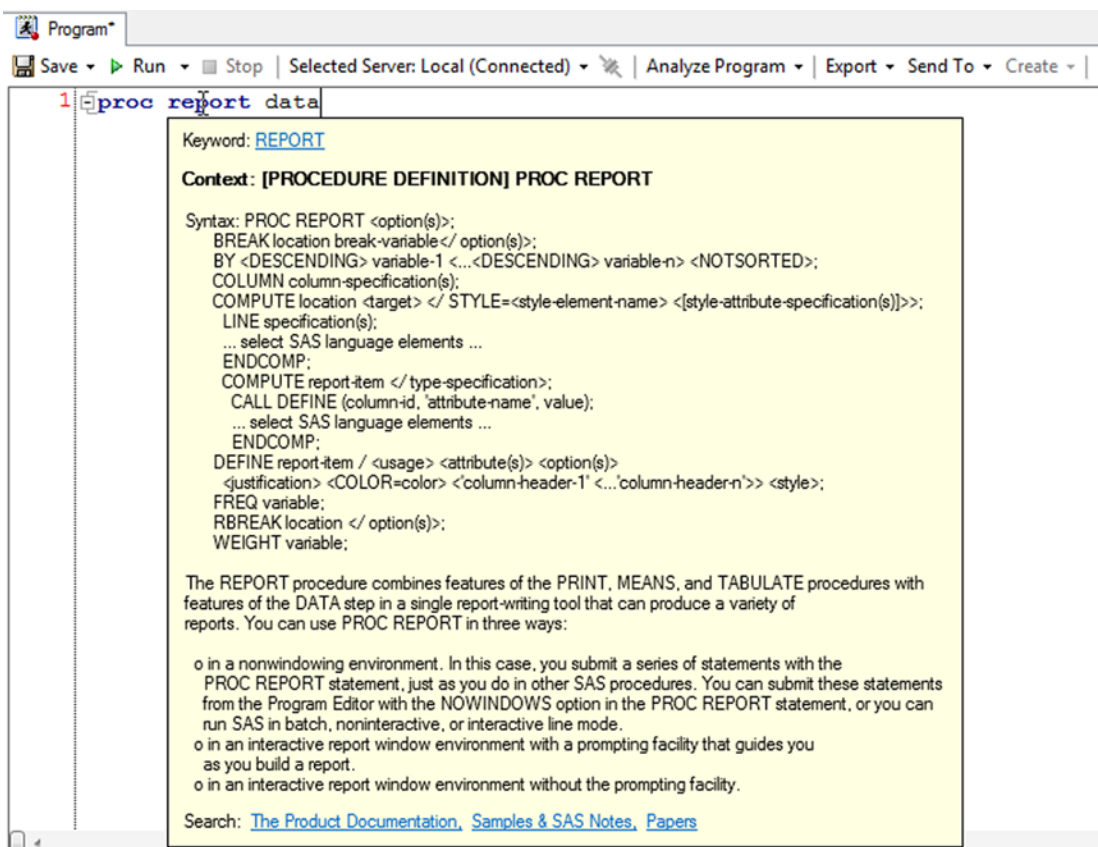 Program*
Save Run Stop | Selected Server: Local (Connected) | Analyze Program | Export Send To Create |
1 proc report data
Keyword: REPORT
Context: [PROCEDURE DEFINITION] PROC REPORT
Syntax: PROC REPORT <option(s)>;
BREAK location break-variable</ option(s)>;
BY <DESCENDING> variable-1 <...<DESCENDING> variable-n> <NOTSORTED>;
COLUMN column-specification(s);
COMPUTE location <target> </ STYLE=<style-element-name> <[style-attribute-specification(s)]>>;
LINE specification(s);
... select SAS language elements ...
ENDCOMP;
COMPUTE report-item </ type-specification>;
CALL DEFINE (column-id, 'attribute-name', value);
... select SAS language elements ...
ENDCOMP;
DEFINE report-item / <usage> <attribute(s)> <option(s)>
<justification> <COLOR=color> <'column-header-1' <...'column-header-n'>> <style>;
FREQ variable;
RBREAK location </ option(s)>;
WEIGHT variable;
The REPORT procedure combines features of the PRINT, MEANS, and TABULATE procedures with
features of the DATA step in a single report-writing tool that can produce a variety of
reports. You can use PROC REPORT in three ways:
o in a nonwindowing environment. In this case, you submit a series of statements with the
PROC REPORT statement, just as you do in other SAS procedures. You can submit these statements
from the Program Editor with the NOWINDOWS option in the PROC REPORT statement, or you can
run SAS in batch, noninteractive, or interactive line mode.
o in an interactive report window environment with a prompting facility that guides you
as you build a report.
o in an interactive report window environment without the prompting facility.
Search: The Product Documentation, Samples & SAS Notes, Papers